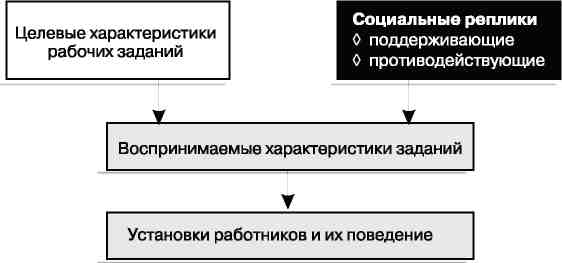 Целевые характеристики
рабочих заданий
Социальные реплики
◊ поддерживающие
◊ противодействующие
Воспринимаемые характеристики заданий
Установки работников и их поведение